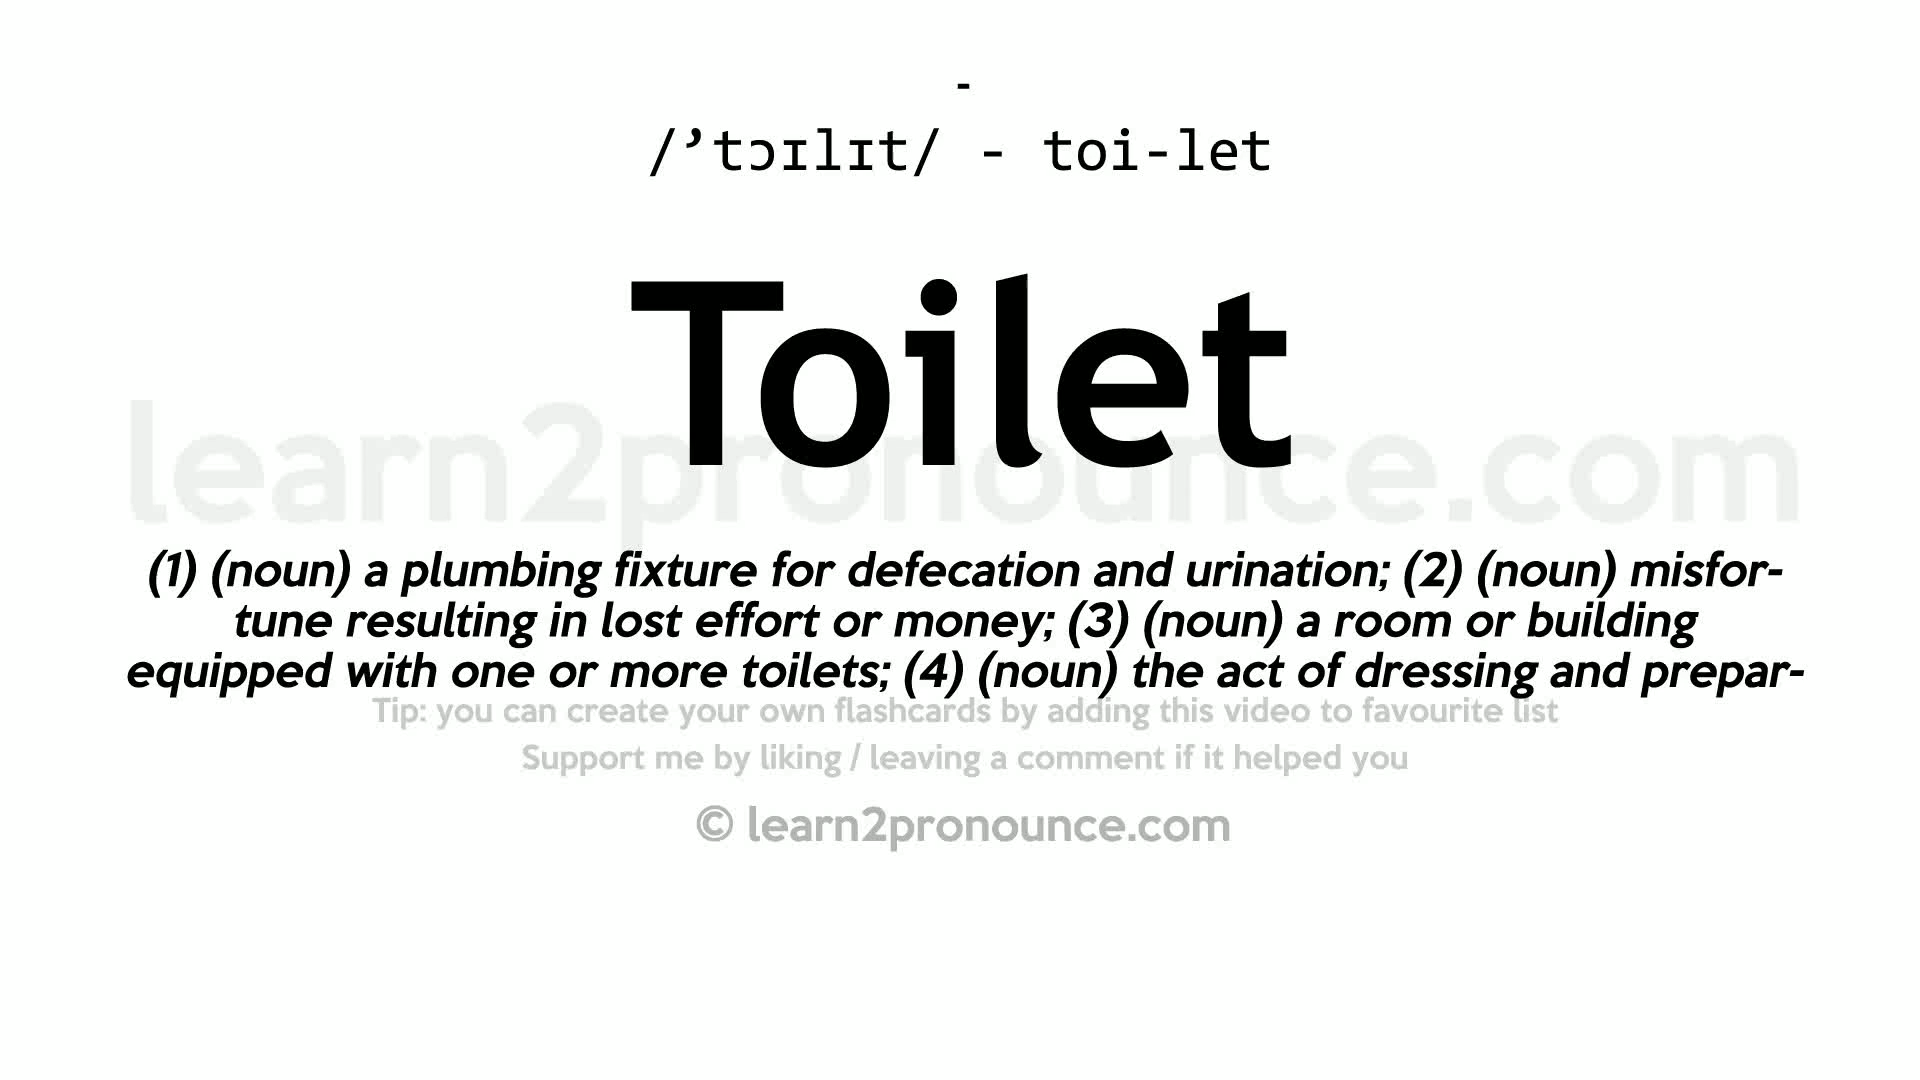 -
/’tɔɪlɪt/ - toi-let
Toilet
learn2pronounce.com
(1) (noun) a plumbing fixture for defecation and urination; (2) (noun) misfor-
tune resulting in lost effort or money; (3) (noun) a room or building
equipped with one or more toilets; (4) (noun) the act of dressing and prepar-
Tip: you can create your own flashcards by adding this video to favourite list
Support me by liking / leaving a comment if it helped you
© learn2pronounce.com